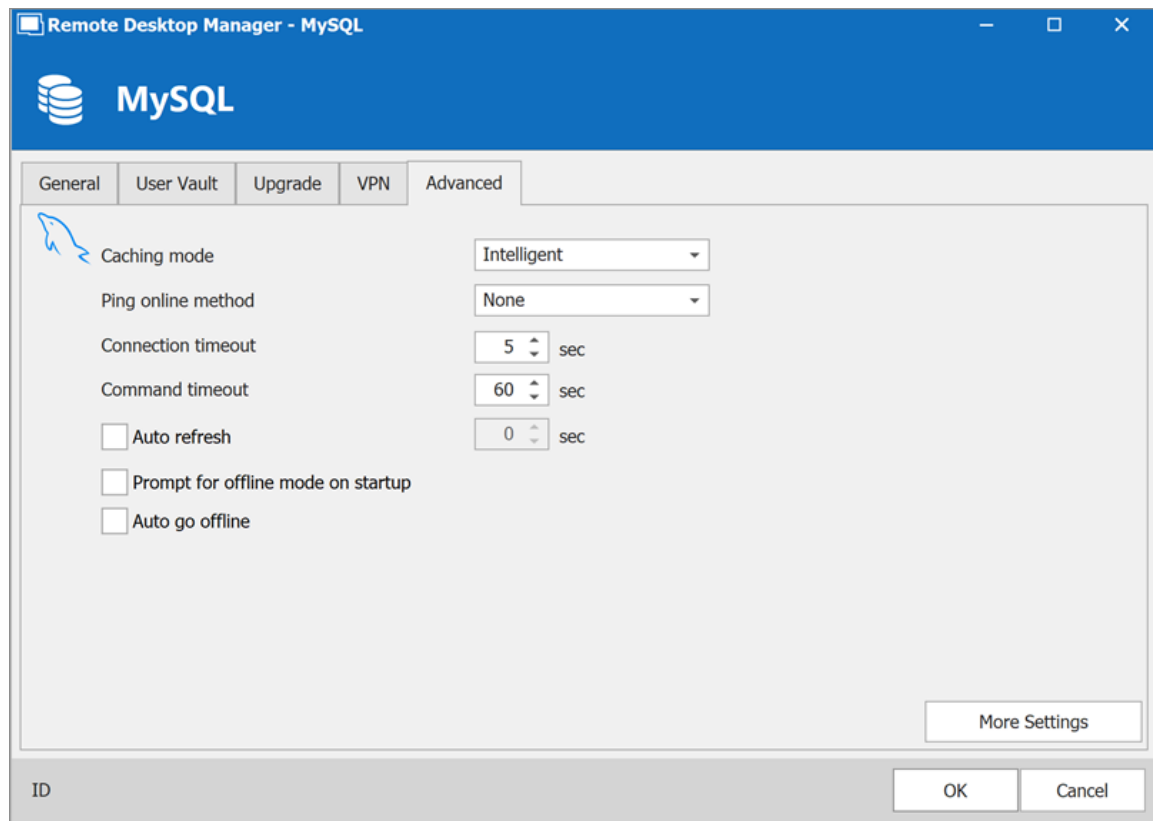 Remote Desktop Manager - MySQL
MySQL
General User Vault Upgrade VPN Advanced
Caching mode Intelligent
Ping online method None
Connection timeout 5 sec
Command timeout 60 sec
Auto refresh 0 sec
Prompt for offline mode on startup
Auto go offline
More Settings
ID OK Cancel